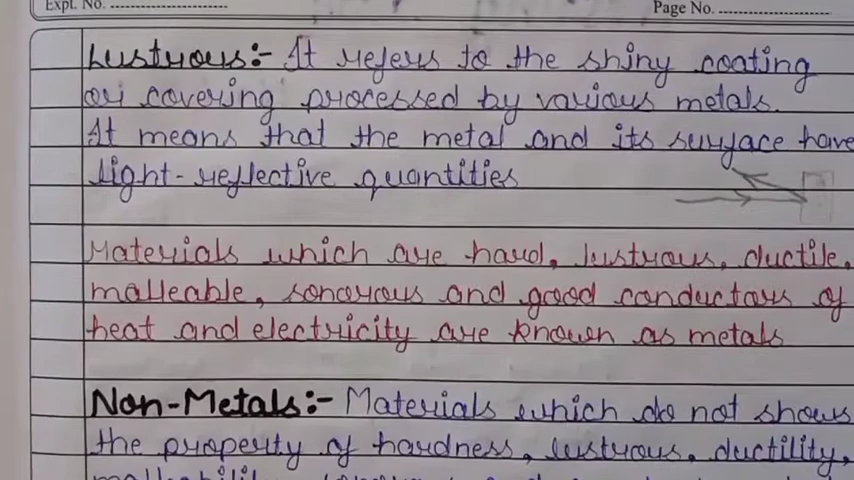 Expt. No.
Page No.
Lustrous:- It refers to the shiny coating
or covering processed by various metals.
It means that the metal and its surface have
light-reflective quantities
Materials which are hard, lustrous, ductile,
malleable, sonorous and good conductors of
heat and electricity are known as metals
Non-Metals:- Materials which do not shows
the property of hardness, lustrous, ductility,